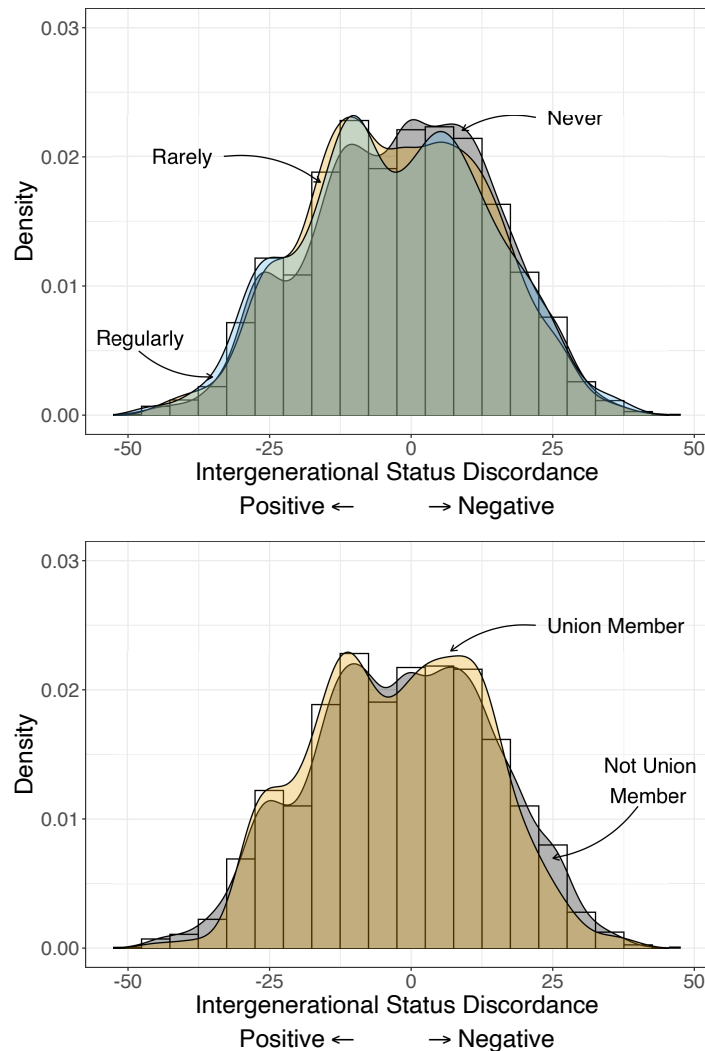 0.03
Never
Rarely
0.02
Density
0.01
Regularly
0.00
-50 -25 0 25 50
Intergenerational Status Discordance
Positive ← → Negative
0.03
Union Member
0.02
Density
Not Union
Member
0.01
0.00
-50 -25 0 25 50
Intergenerational Status Discordance
Positive ← → Negative